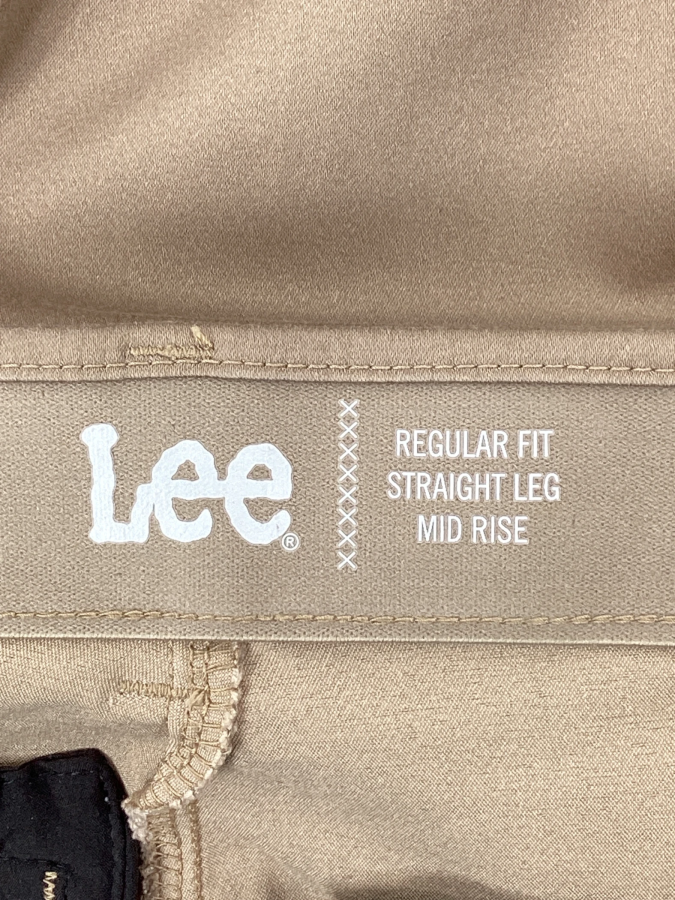 Lee®
REGULAR FIT
STRAIGHT LEG
MID RISE